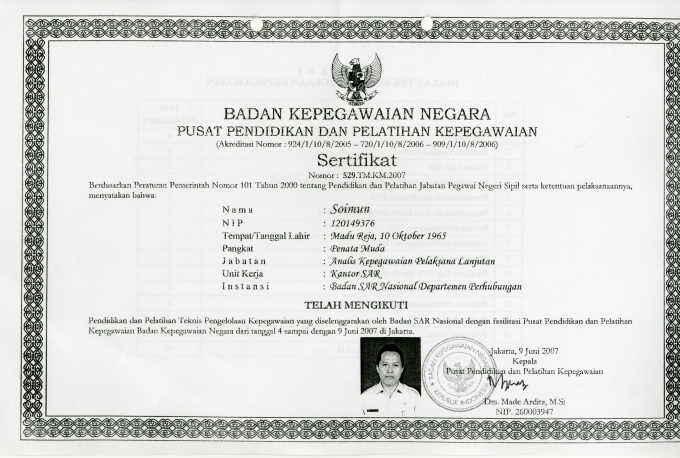 BADAN KEPEGAWAIAN NEGARA
PUSAT PENDIDIKAN DAN PELATIHAN KEPEGAWAIAN
(Akreditasi Nomor : 924/I/10/8/2005 – 720/I/10/8/2006 – 909/I/10/8/2006)
Sertifikat
Nomor : 529.TM.KM.2007
Berdasarkan Peraturan Pemerintah Nomor 101 Tahun 2000 tentang Pendidikan dan Pelatihan Jabatan Pegawai Negeri Sipil serta ketentuan pelaksanaannya,
menyatakan bahwa:
Nama : Soimun
NIP : 120149376
Tempat/Tanggal Lahir : Madu Reja, 10 Oktober 1965
Pangkat : Penata Muda
Jabatan : Analis Kepegawaian Pelaksana Lanjutan
Unit Kerja : Kantor SAR
Instansi : Badan SAR Nasional Departemen Perhubungan
TELAH MENGIKUTI
Pendidikan dan Pelatihan Teknis Pengelolaan Kepegawaian yang diselenggarakan oleh Badan SAR Nasional dengan fasilitasi Pusat Pendidikan dan Pelatihan
Kepegawaian Badan Kepegawaian Negara dari tanggal 4 sampai dengan 9 Juni 2007 di Jakarta.
Jakarta, 9 Juni 2007
Kepala
Pusat Pendidikan dan Pelatihan Kepegawaian
BADAN KEPEGAWAIAN NEGARA
REPUBLIK INDONESIA
Drs. Made Ardita, M.Si
NIP. 260003947